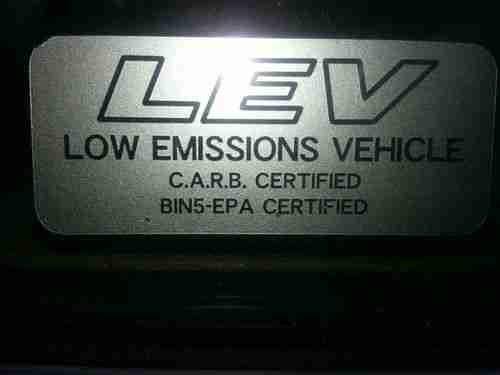 LEV
LOW EMISSIONS VEHICLE
C.A.R.B. CERTIFIED
BIN5-EPA CERTIFIED